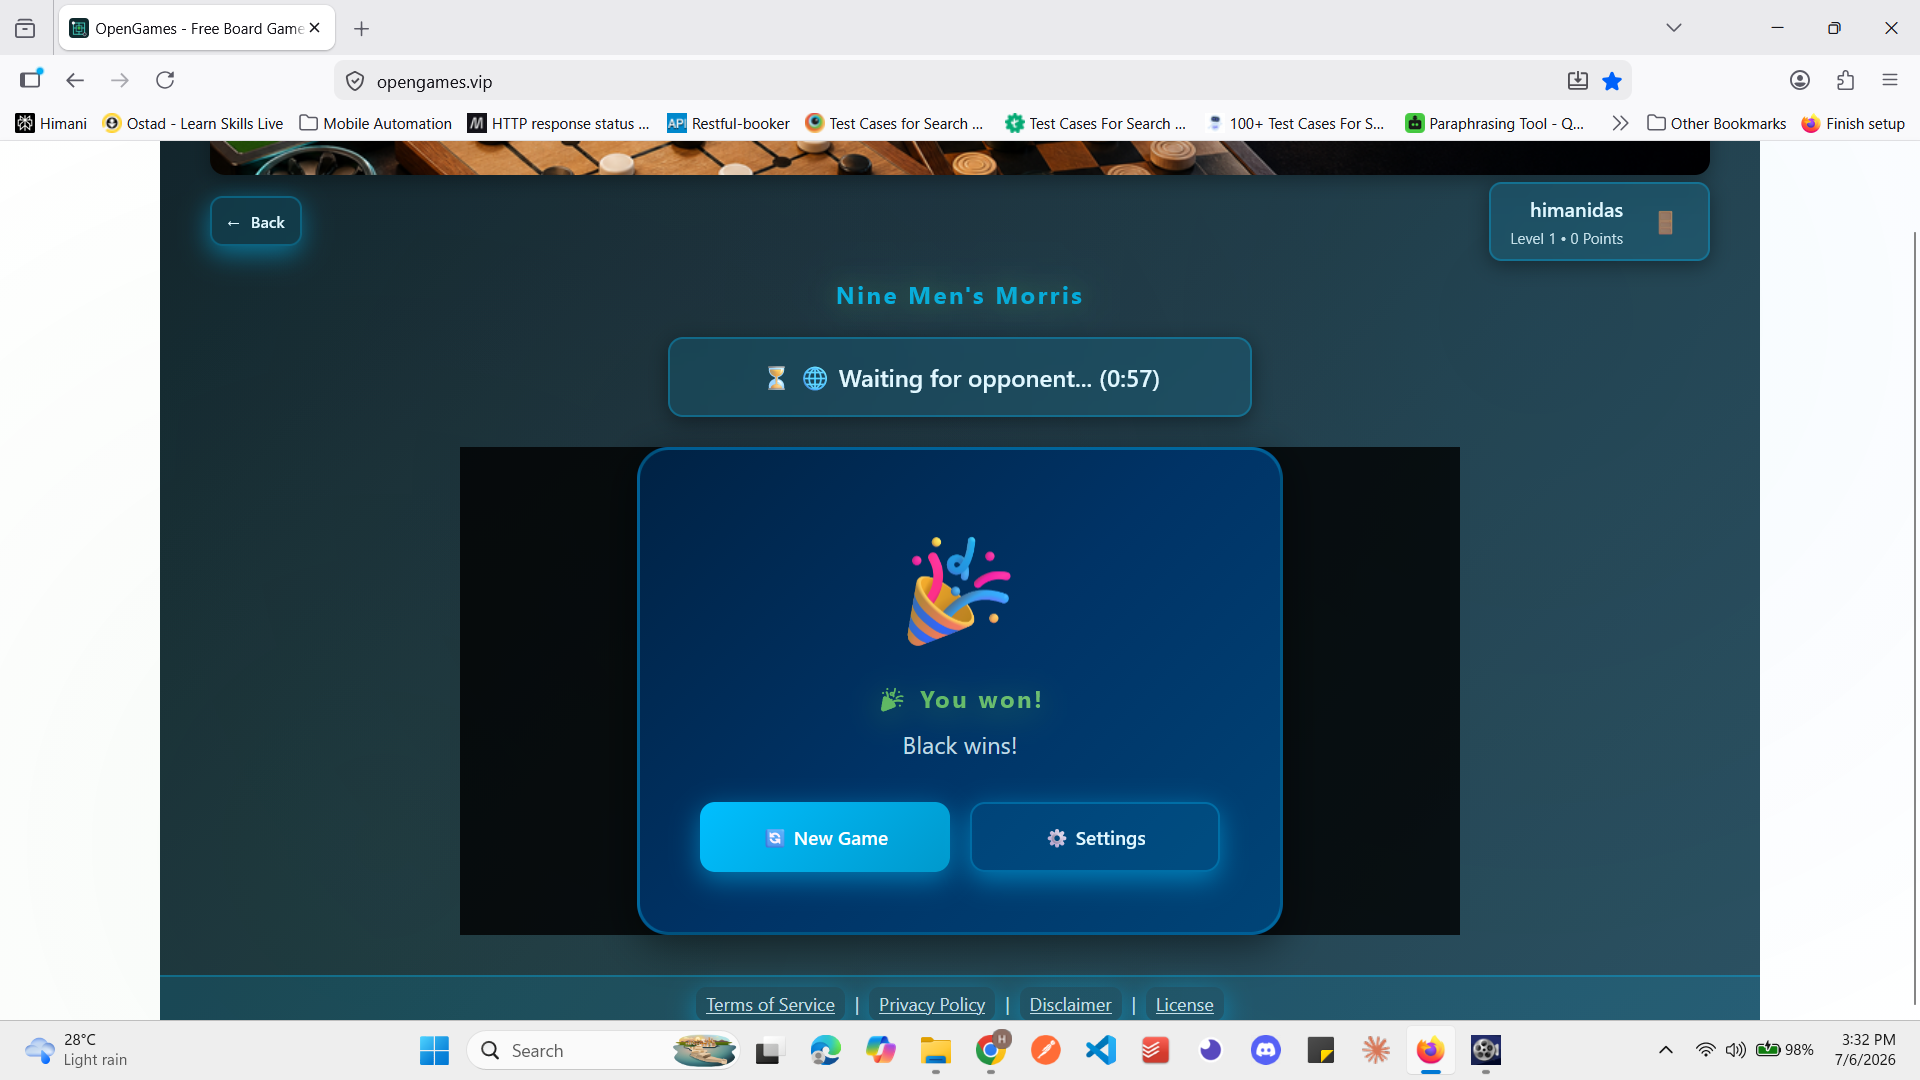 OpenGames - Free Board Game
opengames.vip
Himani
Ostad - Learn Skills Live
Mobile Automation
HTTP response status ...
API
Restful-booker
Test Cases for Search ...
Test Cases For Search ...
100+ Test Cases For S...
Paraphrasing Tool - Q...
Other Bookmarks
Finish setup
← Back
himanidas
Level 1 • 0 Points
Nine Men's Morris
Waiting for opponent... (0:57)
You won!
Black wins!
New Game
Settings
Terms of Service | Privacy Policy | Disclaimer | License
28°C
Light rain
Search
H
98%
3:32 PM
7/6/2026